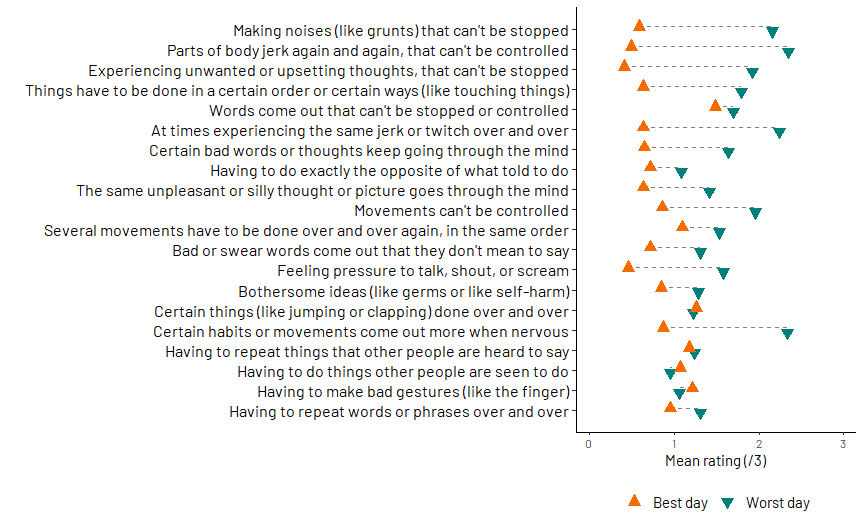 Making noises (like grunts) that can't be stopped
Parts of body jerk again and again, that can't be controlled
Experiencing unwanted or upsetting thoughts, that can't be stopped
Things have to be done in a certain order or certain ways (like touching things)
Words come out that can't be stopped or controlled
At times experiencing the same jerk or twitch over and over
Certain bad words or thoughts keep going through the mind
Having to do exactly the opposite of what told to do
The same unpleasant or silly thought or picture goes through the mind
Movements can't be controlled
Several movements have to be done over and over again, in the same order
Bad or swear words come out that they don't mean to say
Feeling pressure to talk, shout, or scream
Bothersome ideas (like germs or like self-harm)
Certain things (like jumping or clapping) done over and over
Certain habits or movements come out more when nervous
Having to repeat things that other people are heard to say
Having to do things other people are seen to do
Having to make bad gestures (like the finger)
Having to repeat words or phrases over and over
0 1 2 3
Mean rating (/3)
Best day Worst day